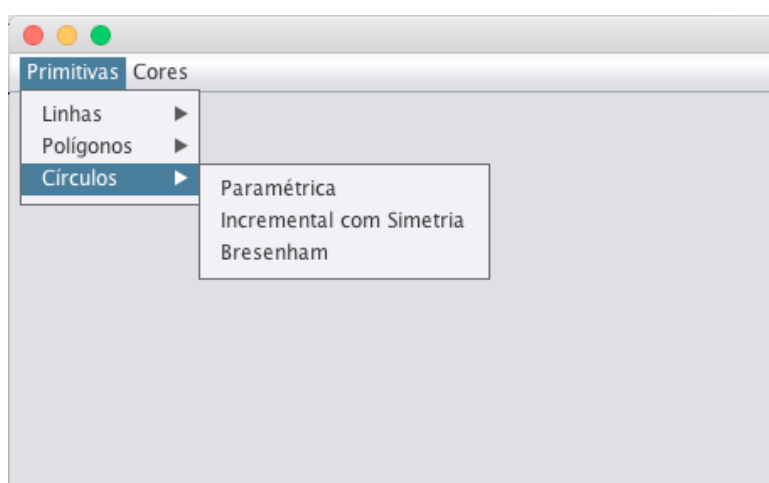 Primitivas Cores
Linhas
Polígonos
Círculos
Paramétrica
Incremental com Simetria
Bresenham